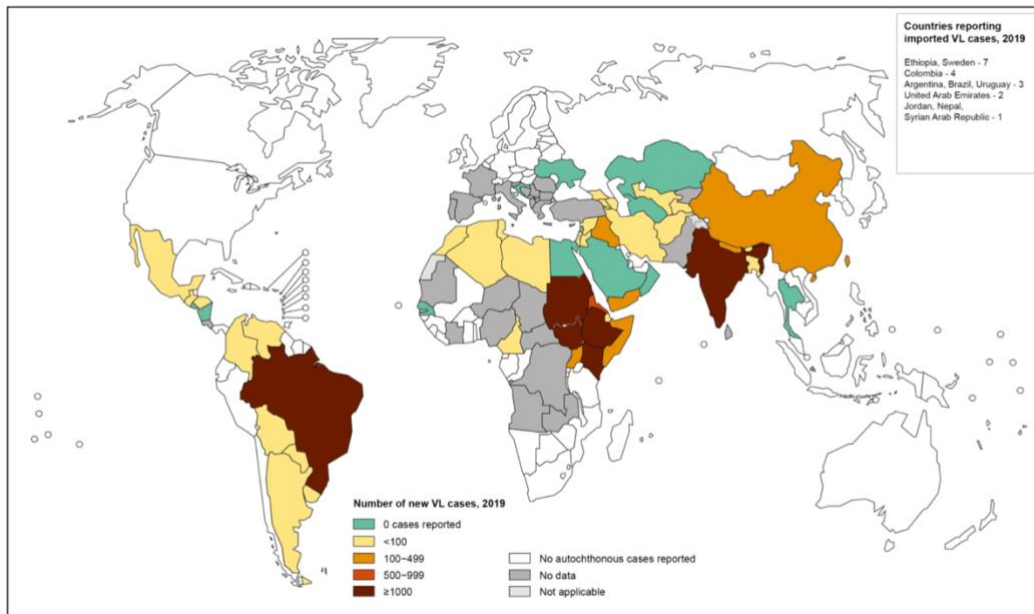 Countries reporting
imported VL cases, 2019
Ethiopia, Sweden - 7
Colombia - 4
Argentina, Brazil, Uruguay - 3
United Arab Emirates - 2
Jordan, Nepal,
Syrian Arab Republic - 1
Number of new VL cases, 2019
0 cases reported
<100
100−499
500−999
≥1000
No autochthonous cases reported
No data
Not applicable